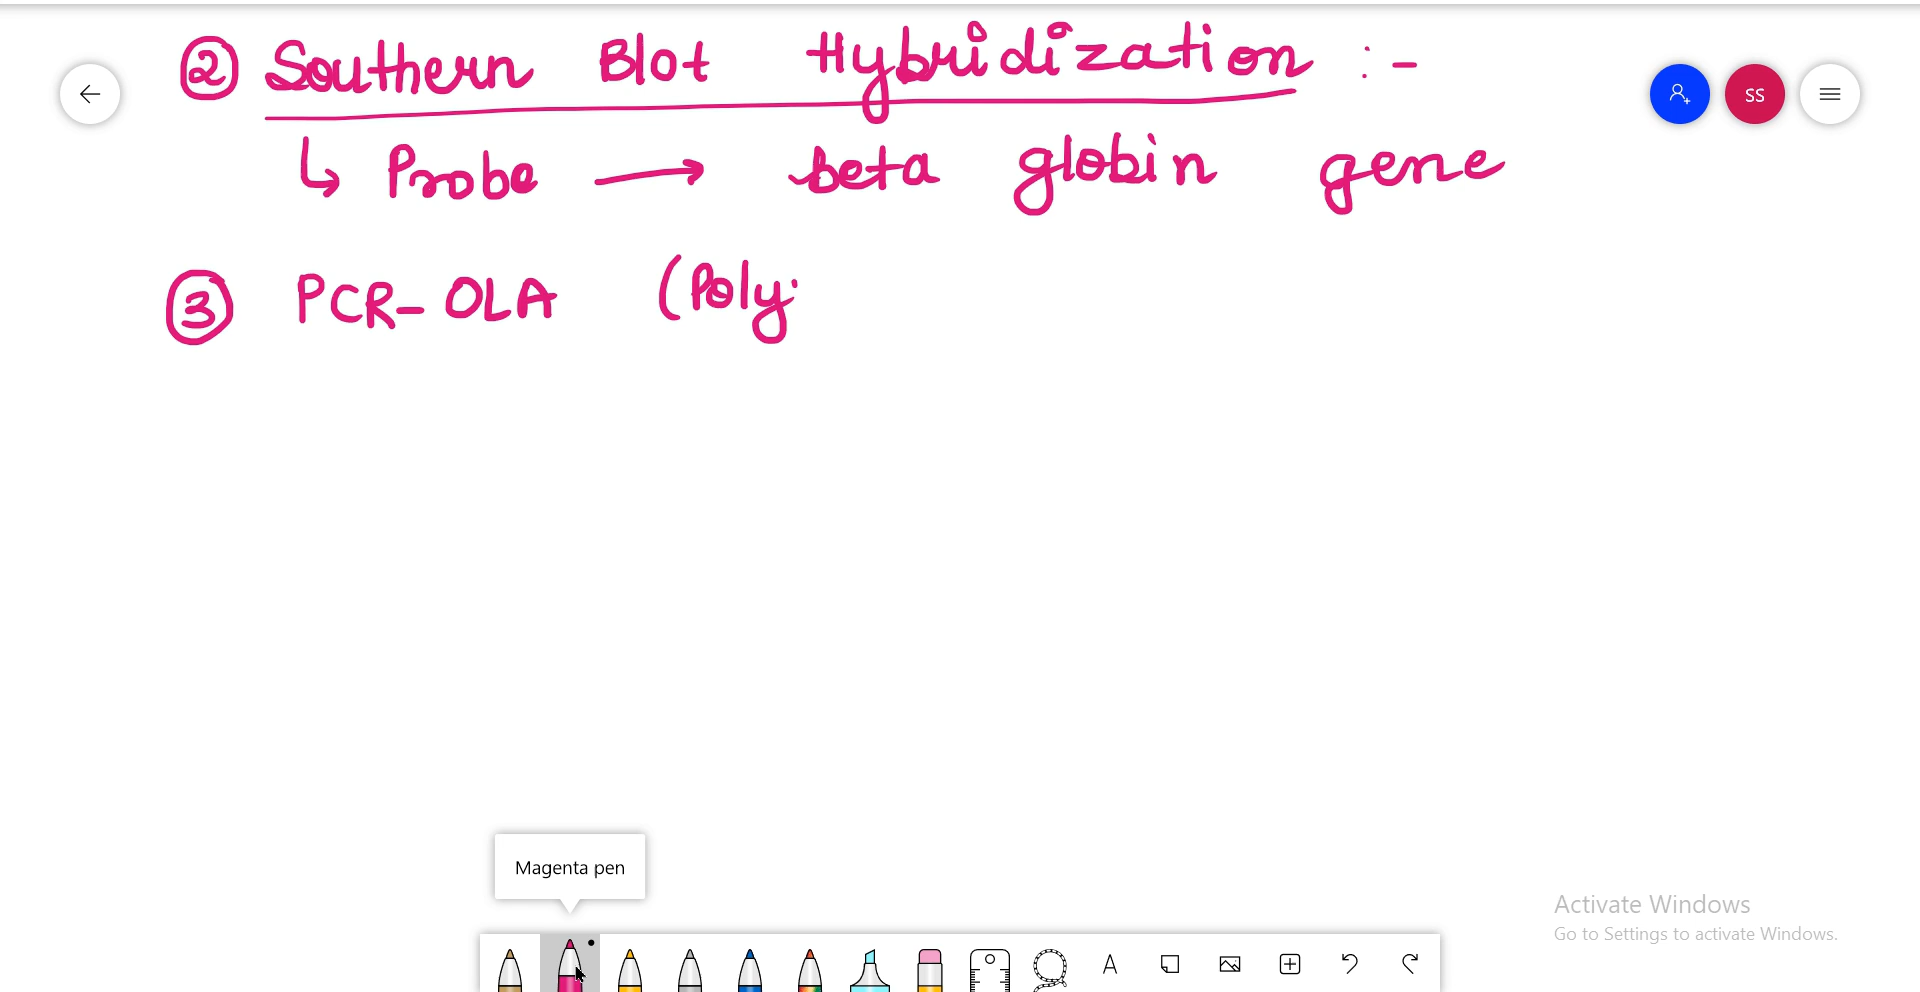 ② Southern Blot Hybridization :-
↳ Probe → beta globin gene
③ PCR-OLA (Poly
SS
Magenta pen
Activate Windows
Go to Settings to activate Windows.